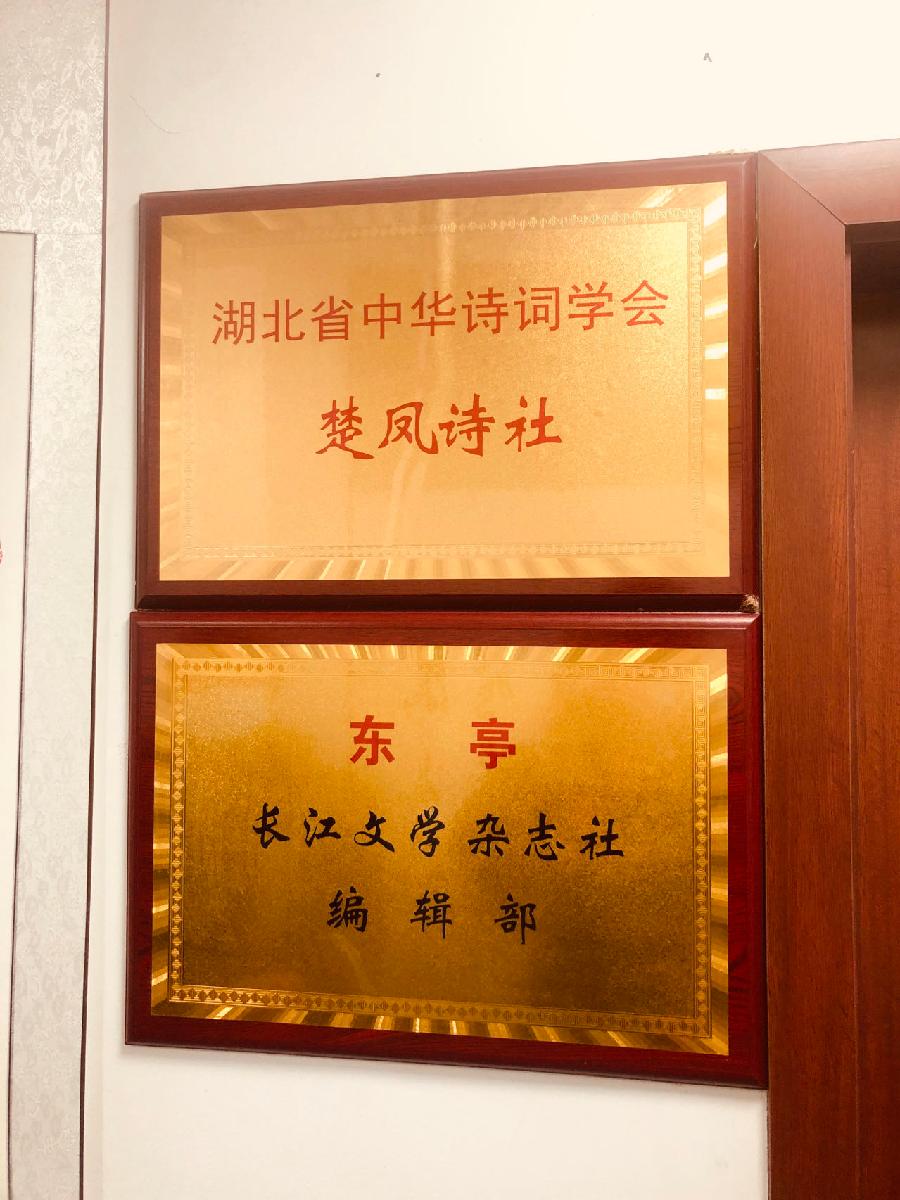 湖北省中华诗词学会
楚凤诗社
东亭
长江文学杂志社
编辑部